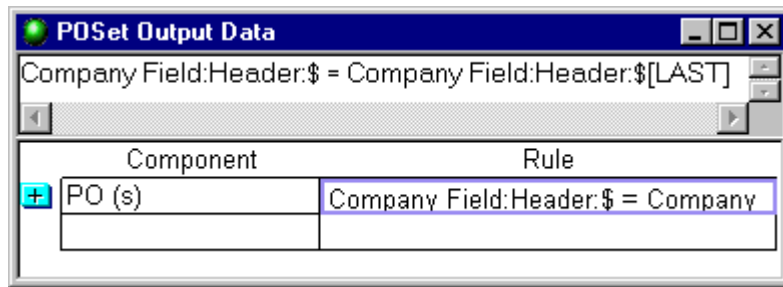 POSet Output Data
Company Field:Header:$ = Company Field:Header:$[LAST]
Component Rule
PO (s) Company Field:Header:$ = Company